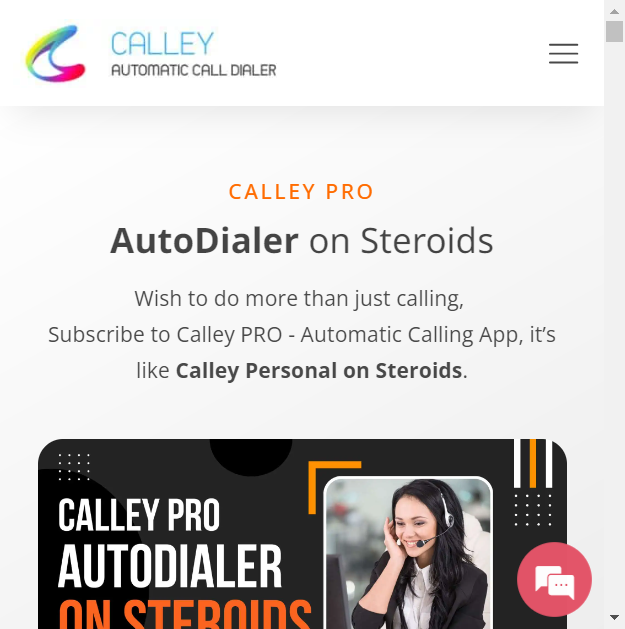 CALLEY
AUTOMATIC CALL DIALER
CALLEY PRO
AutoDialer on Steroids
Wish to do more than just calling,
Subscribe to Calley PRO - Automatic Calling App, it’s
like Calley Personal on Steroids.
CALLEY PRO
AUTODIALER
ON STEROIDS